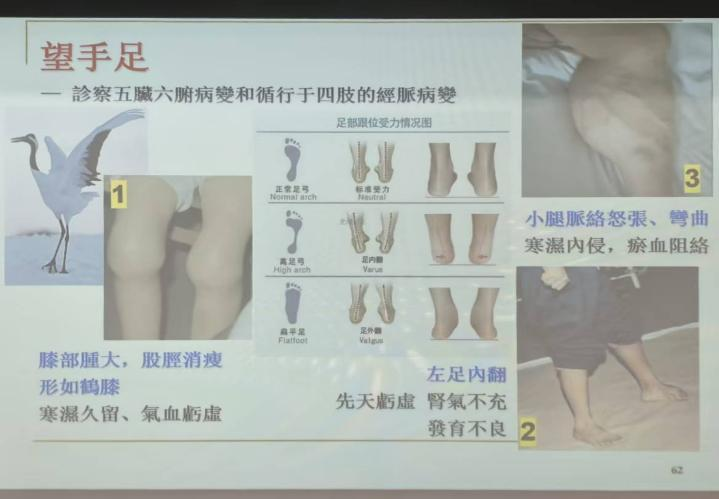 望手足
— 診察五臟六腑病變和循行于四肢的經脈病變
足部跟位受力情况图
正常足弓
Normal arch
标准受力
Neutral
高足弓
High arch
足内翻
Varus
扁平足
Flatfoot
足外翻
Valgus
1
膝部腫大，股脛消瘦
形如鶴膝
寒濕久留、氣血虧虛
3
小腿脈絡怒張、彎曲
寒濕內侵，瘀血阻絡
左足內翻
先天虧虛 腎氣不充
發育不良
2
62